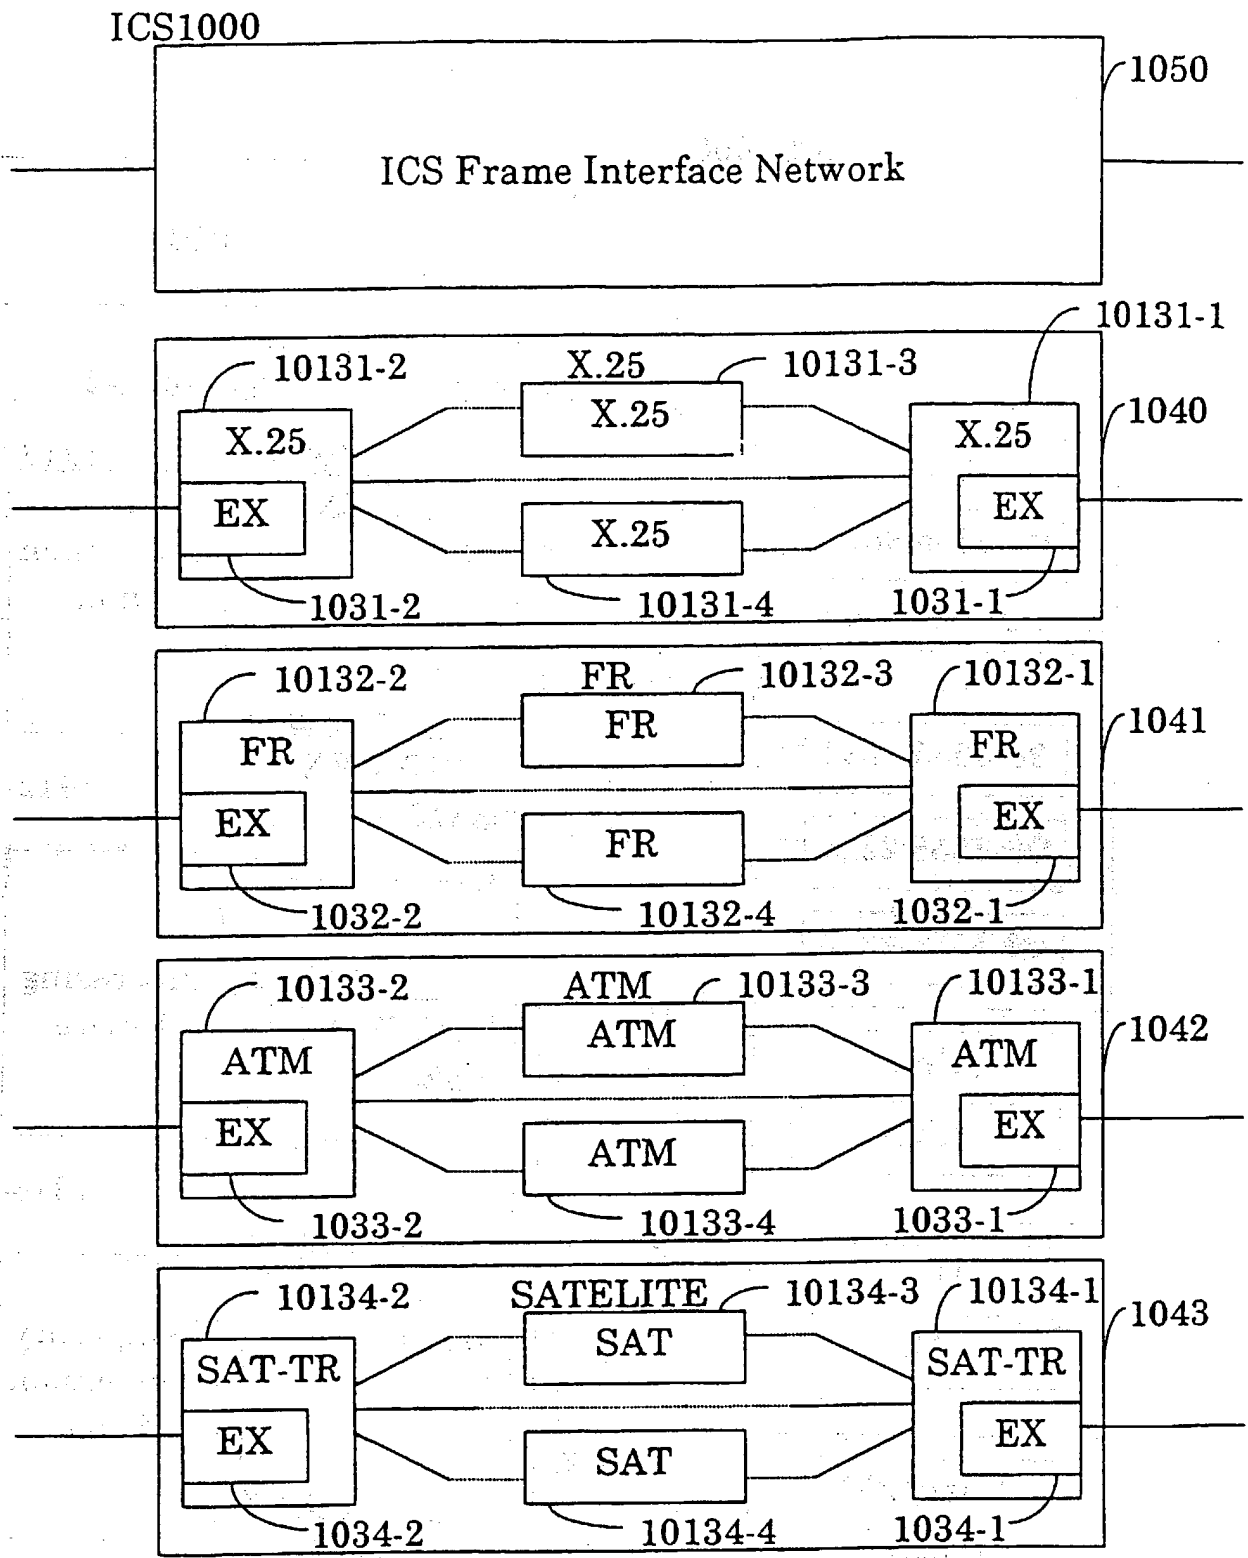 ICS1000
1050
ICS Frame Interface Network
10131-1
10131-2
X.25
10131-3
1040
X.25
X.25
X.25
EX
X.25
EX
1031-2
10131-4
1031-1
10132-2
FR
10132-3
10132-1
1041
FR
FR
FR
EX
FR
EX
1032-2
10132-4
1032-1
10133-2
ATM
10133-3
10133-1
1042
ATM
ATM
ATM
EX
ATM
EX
1033-2
10133-4
1033-1
10134-2
SATELITE
10134-3
10134-1
1043
SAT-TR
SAT
SAT-TR
EX
SAT
EX
1034-2
10134-4
1034-1